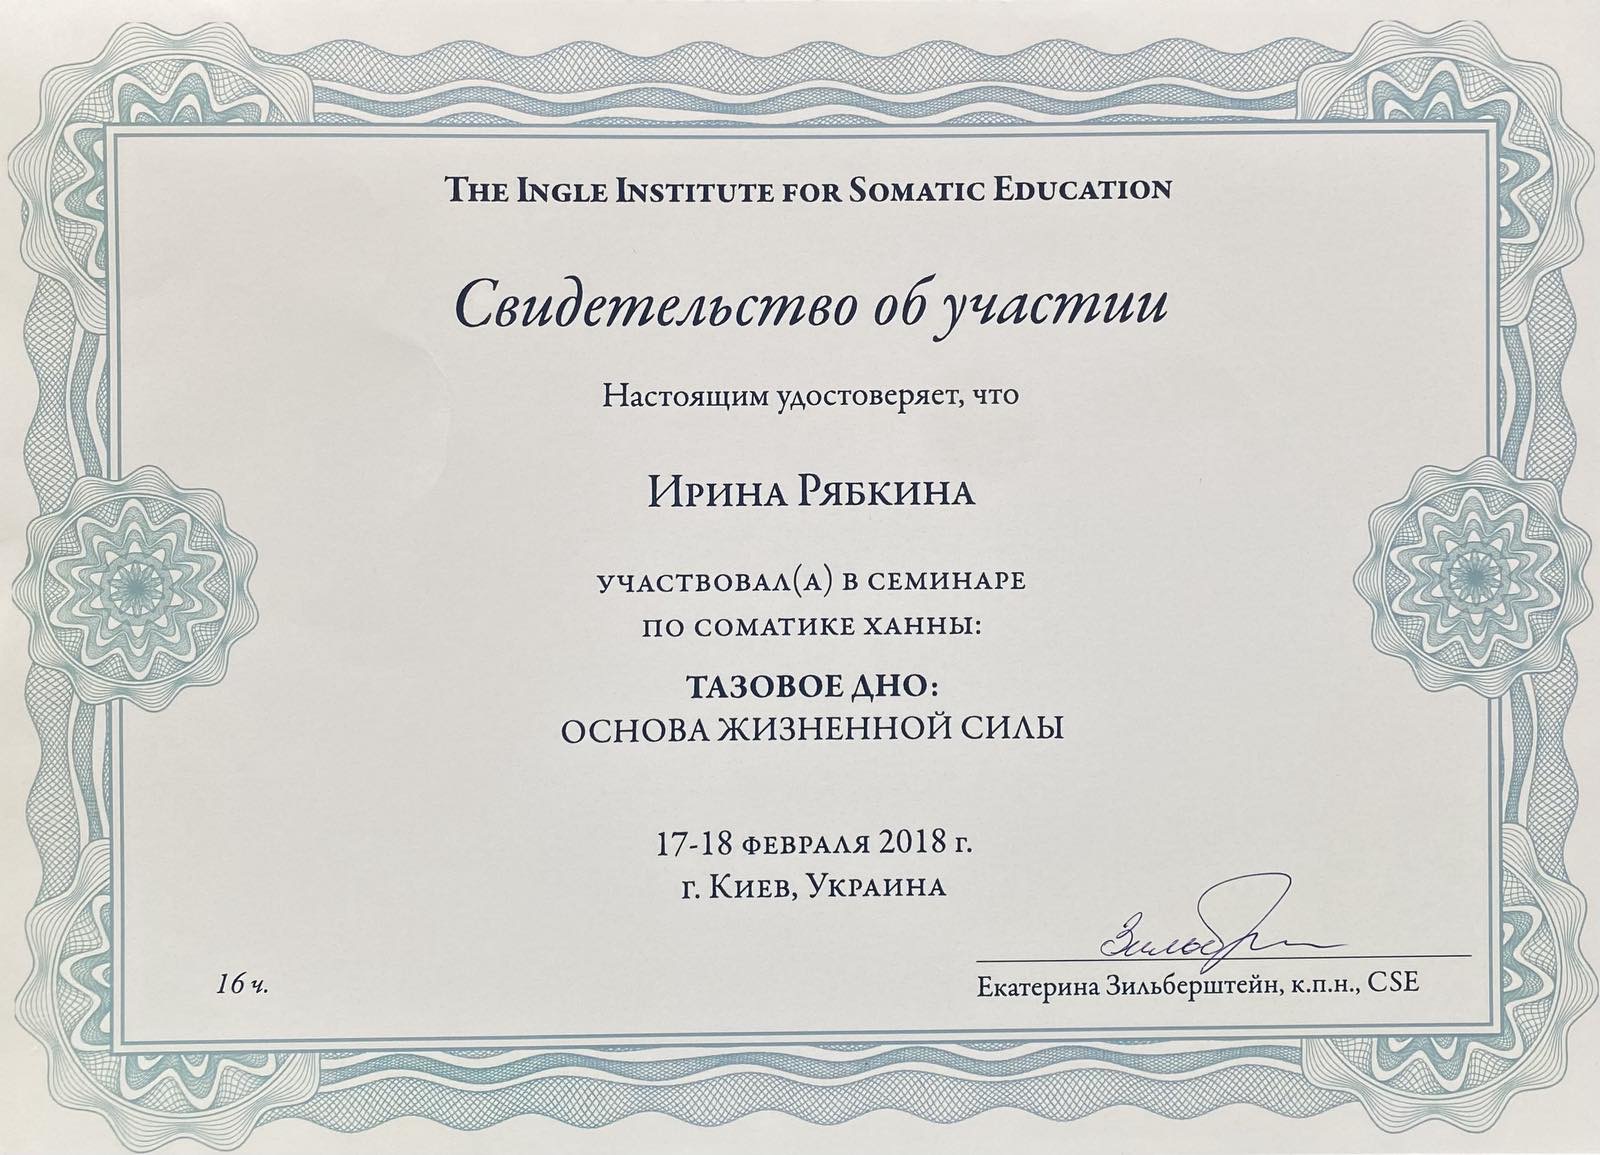 The Ingle Institute for Somatic Education
Свидетельство об участии
Настоящим удостоверяет, что
Ирина Рябкина
участвовал(а) в семинаре
по соматике Ханны:
ТАЗОВОЕ ДНО:
ОСНОВА ЖИЗНЕННОЙ СИЛЫ
17-18 февраля 2018 г.
г. Киев, Украина
16 ч.
Екатерина Зильберштейн, к.п.н., CSE